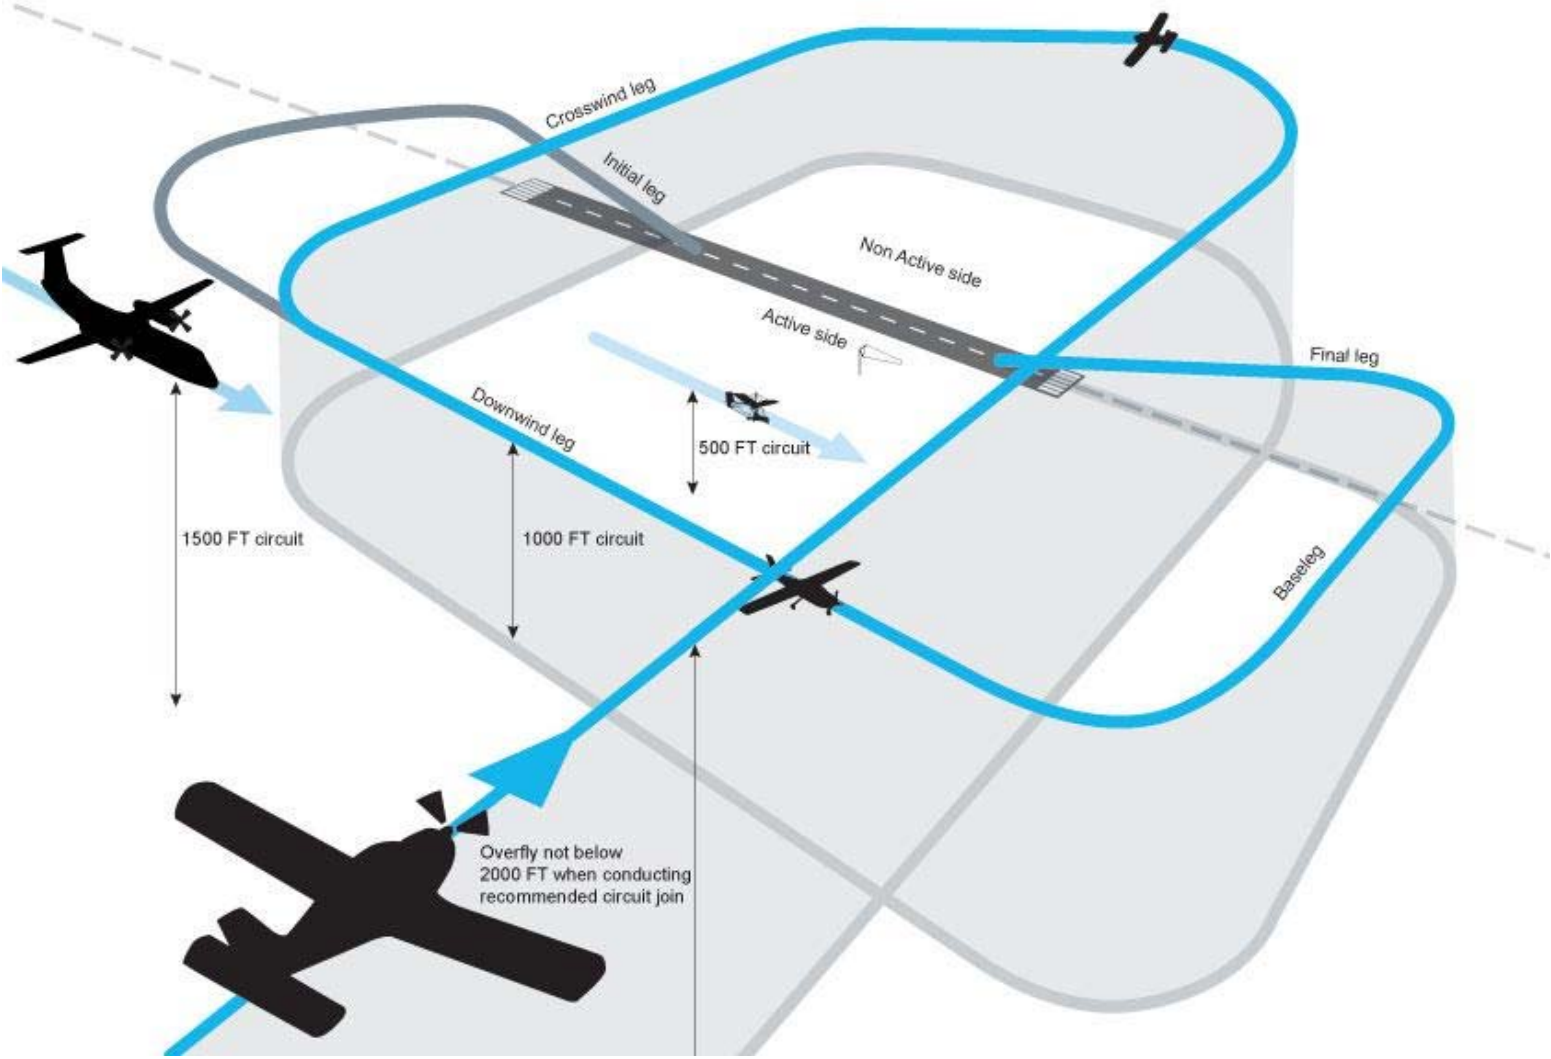 Crosswind leg
Initial leg
Non Active side
Active side
Final leg
Downwind leg
500 FT circuit
1500 FT circuit
1000 FT circuit
Baseleg
Overfly not below
2000 FT when conducting
recommended circuit join